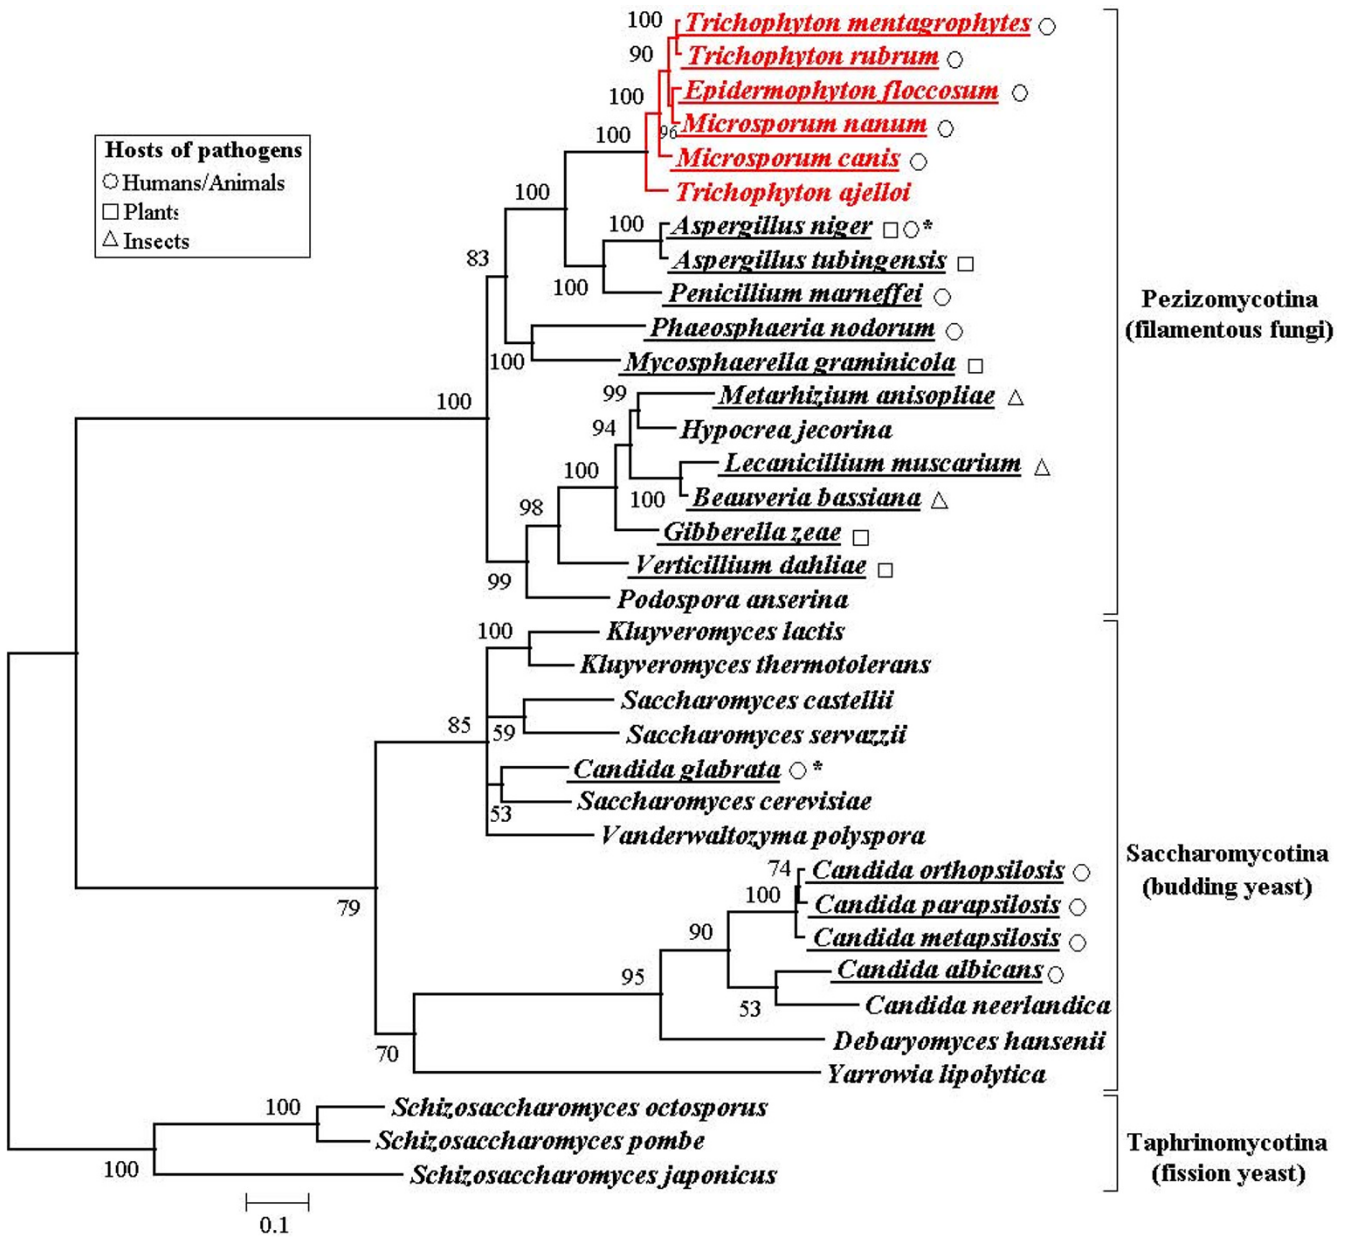 100
Trichophyton mentagrophytes
90
Trichophyton rubrum
100
Epidermophyton floccosum
96
Microsporum nanum
100
Microsporum canis
Trichophyton ajelloi
Hosts of pathogens
Humans/Animals
Plants
Insects
100
100
Aspergillus niger *
Aspergillus tubingensis
83
100
Penicillium marneffei
Phaeosphaeria nodorum
100
Mycosphaerella graminicola
Pezizomycotina
(filamentous fungi)
100
99
Metarhizium anisopliae
94
Hypocrea jecorina
100
Lecanicillium muscarium
100
Beauveria bassiana
98
Gibberella zeae
99
Verticillium dahliae
Podospora anserina
100
Kluyveromyces lactis
Kluyveromyces thermotolerans
85
Saccharomyces castellii
59
Saccharomyces servazzii
Candida glabrata *
53
Saccharomyces cerevisiae
Vanderwaltozyma polyspora
79
74
Candida orthopsilosis
100
Candida parapsilosis
90
Candida metapsilosis
95
Candida albicans
53
Candida neerlandica
Debaryomyces hansenii
70
Yarrowia lipolytica
Saccharomycotina
(budding yeast)
100
Schizosaccharomyces octosporus
Schizosaccharomyces pombe
100
Schizosaccharomyces japonicus
Taphrinomycotina
(fission yeast)
0.1